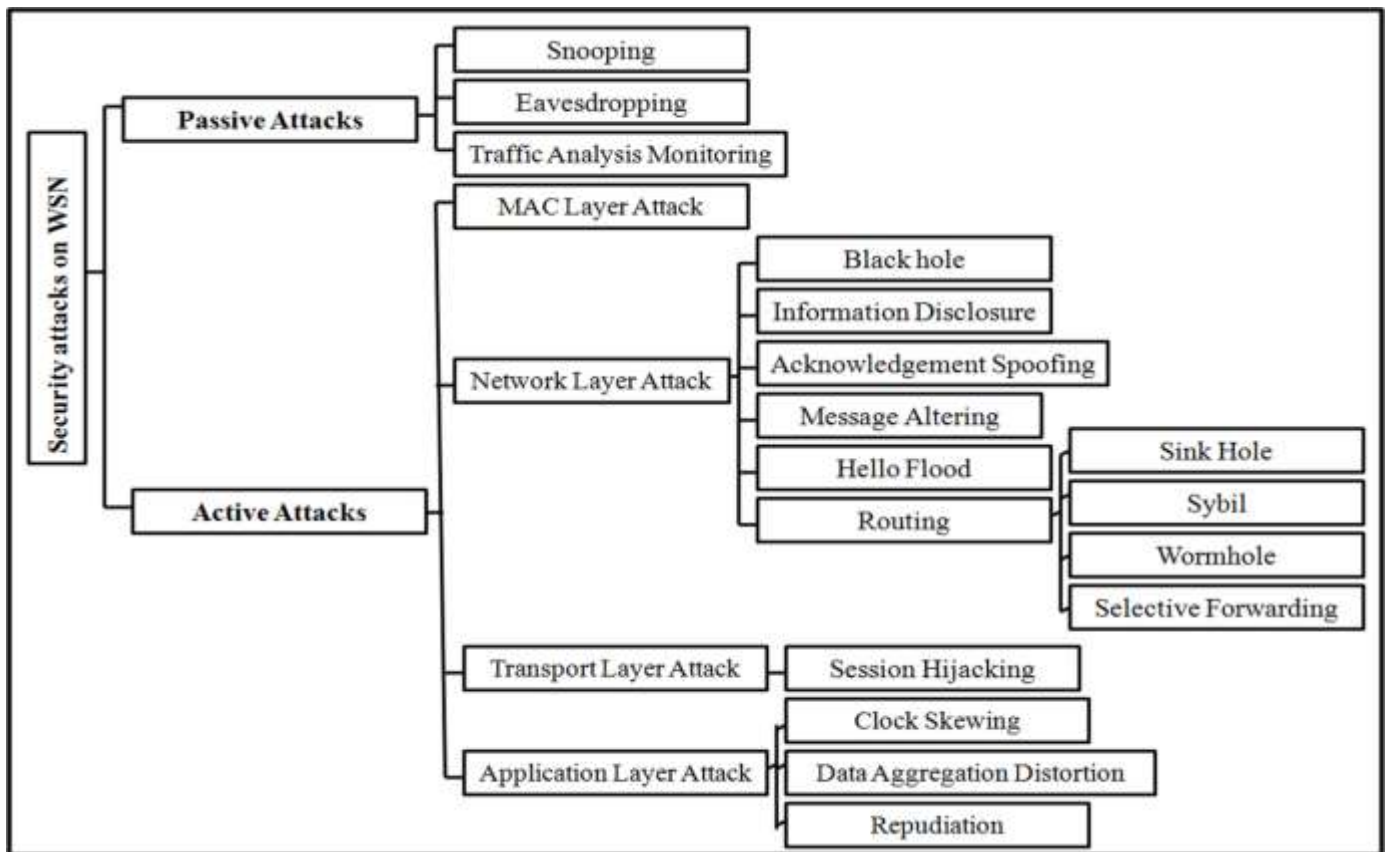 Security attacks on WSN
Passive Attacks
Snooping
Eavesdropping
Traffic Analysis Monitoring
Active Attacks
MAC Layer Attack
Network Layer Attack
Black hole
Information Disclosure
Acknowledgement Spoofing
Message Altering
Hello Flood
Routing
Sink Hole
Sybil
Wormhole
Selective Forwarding
Transport Layer Attack
Session Hijacking
Application Layer Attack
Clock Skewing
Data Aggregation Distortion
Repudiation